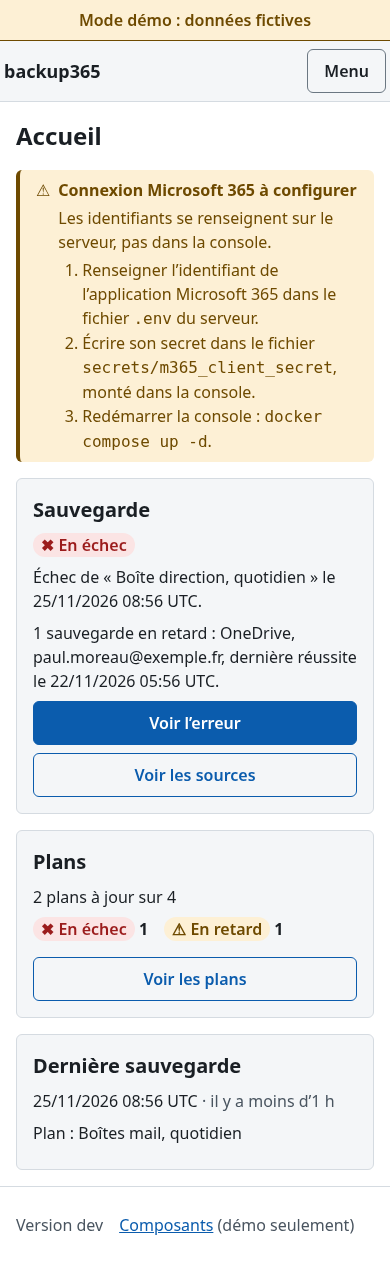 Mode démo : données fictives
backup365
Menu
Accueil
⚠ Connexion Microsoft 365 à configurer
Les identifiants se renseignent sur le
serveur, pas dans la console.
1. Renseigner l’identifiant de
l’application Microsoft 365 dans le
fichier .env du serveur.
2. Écrire son secret dans le fichier
secrets/m365_client_secret,
monté dans la console.
3. Redémarrer la console : docker
compose up -d.
Sauvegarde
✖ En échec
Échec de « Boîte direction, quotidien » le
25/11/2026 08:56 UTC.
1 sauvegarde en retard : OneDrive,
paul.moreau@exemple.fr, dernière réussite
le 22/11/2026 05:56 UTC.
Voir l’erreur
Voir les sources
Plans
2 plans à jour sur 4
✖ En échec 1 ⚠ En retard 1
Voir les plans
Dernière sauvegarde
25/11/2026 08:56 UTC · il y a moins d’1 h
Plan : Boîtes mail, quotidien
Version dev Composants (démo seulement)